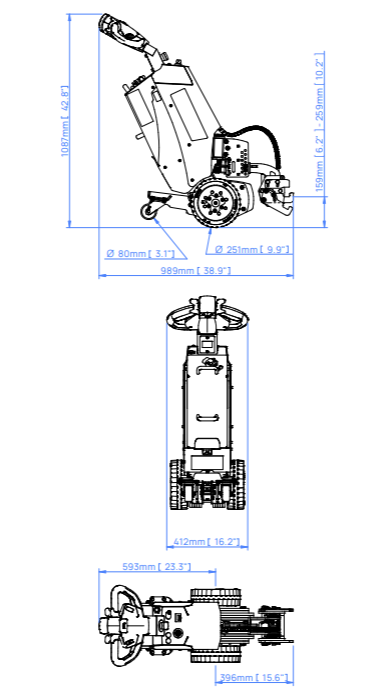 1087mm [ 42.8"]
159mm [6.2" ] - 259mm [ 10.2"]
Ø 80mm [ 3.1"]
Ø 251mm [ 9.9"]
989mm [ 38.9"]
412mm [ 16.2"]
593mm [ 23.3"]
396mm [ 15.6"]